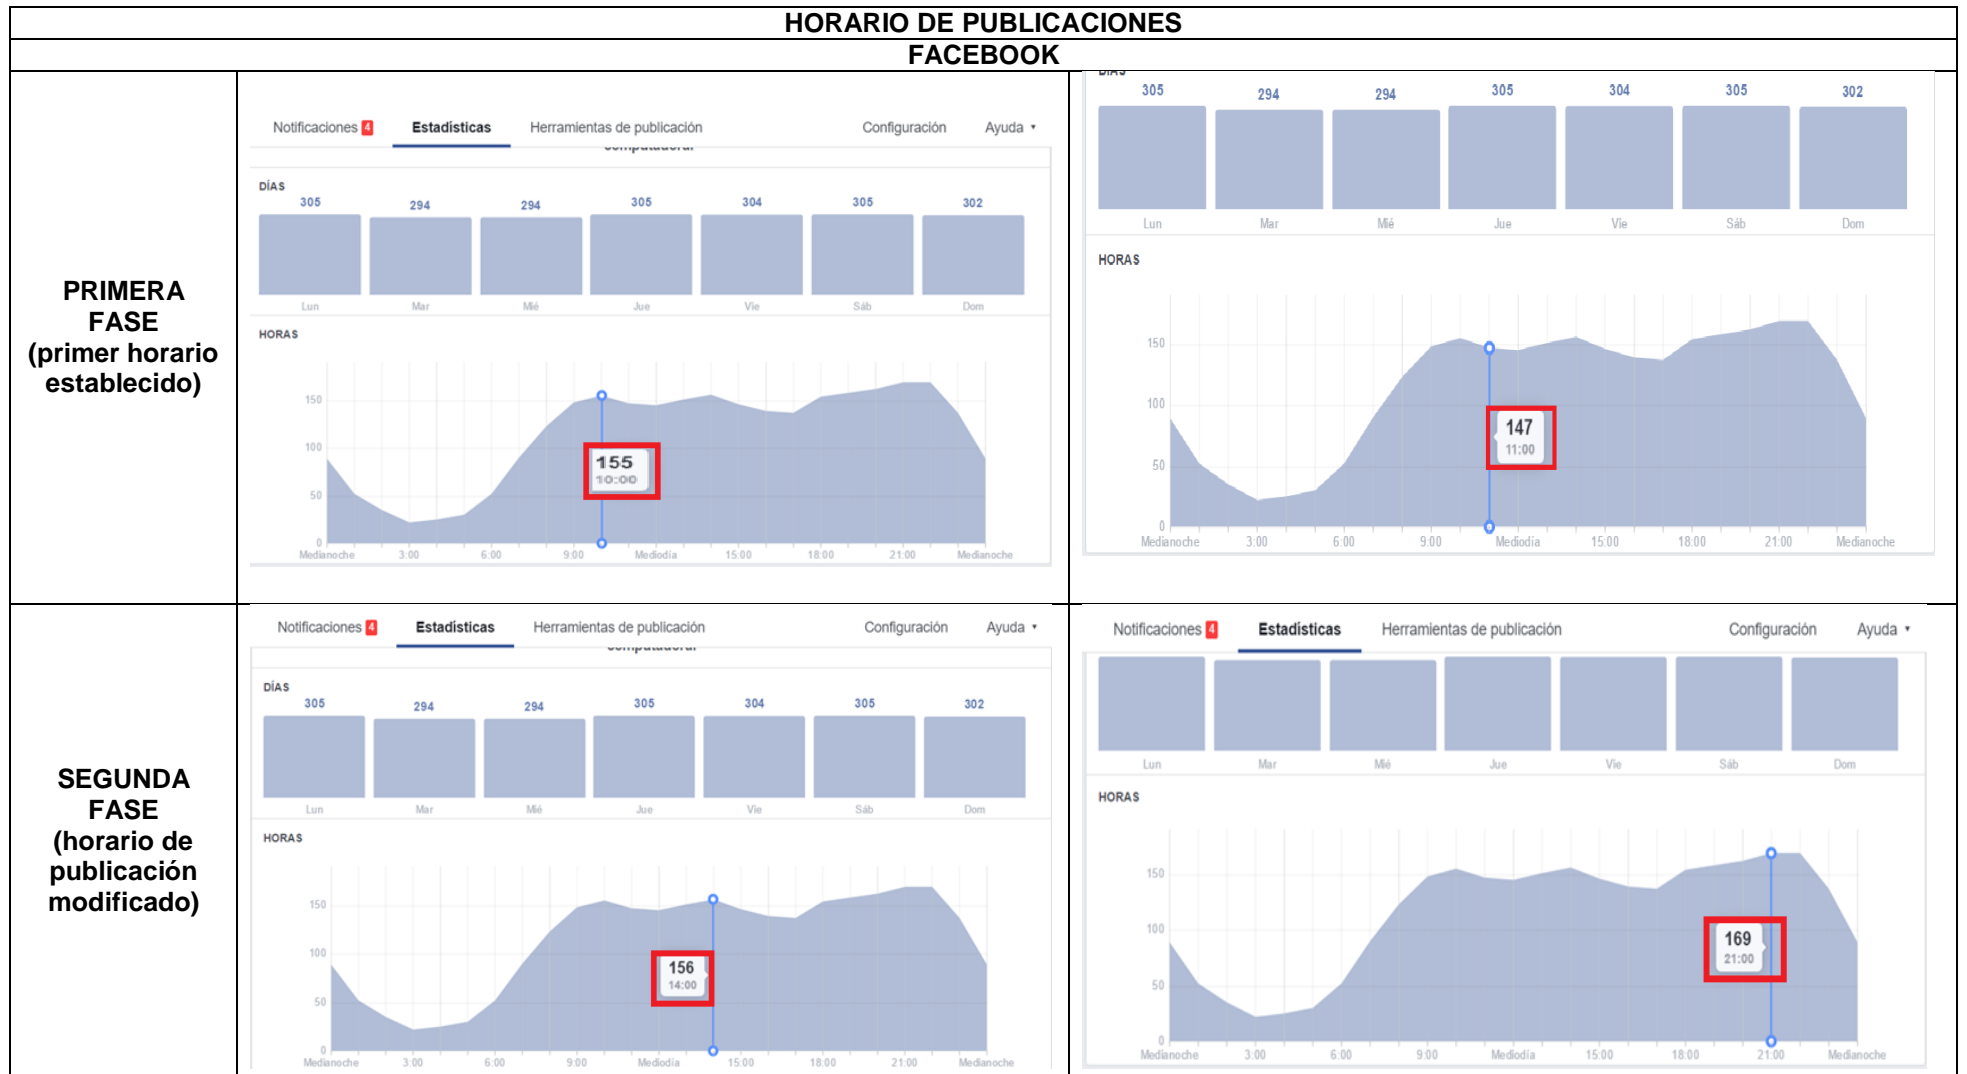 HORARIO DE PUBLICACIONES
FACEBOOK
PRIMERA
FASE
(primer horario
establecido)
Notificaciones 4 Estadísticas Herramientas de publicación Configuración Ayuda
computadora.
DÍAS
305 294 294 305 304 305 302
Lun Mar Mié Jue Vie Sáb Dom
HORAS
150
100
50
0
155
10:00
Medianoche 3:00 6:00 9:00 Mediodía 15:00 18:00 21:00 Medianoche
DÍAS
305 294 294 305 304 305 302
Lun Mar Mié Jue Vie Sáb Dom
HORAS
150
100
50
0
147
11:00
Medianoche 3:00 6:00 9:00 Mediodía 15:00 18:00 21:00 Medianoche
SEGUNDA
FASE
(horario de
publicación
modificado)
Notificaciones 4 Estadísticas Herramientas de publicación Configuración Ayuda
computadora.
DÍAS
305 294 294 305 304 305 302
Lun Mar Mié Jue Vie Sáb Dom
HORAS
150
100
50
0
156
14:00
Medianoche 3:00 6:00 9:00 Mediodía 15:00 18:00 21:00 Medianoche
Notificaciones 4 Estadísticas Herramientas de publicación Configuración Ayuda
Lun Mar Mié Jue Vie Sáb Dom
HORAS
150
100
50
0
169
21:00
Medianoche 3:00 6:00 9:00 Mediodía 15:00 18:00 21:00 Medianoche